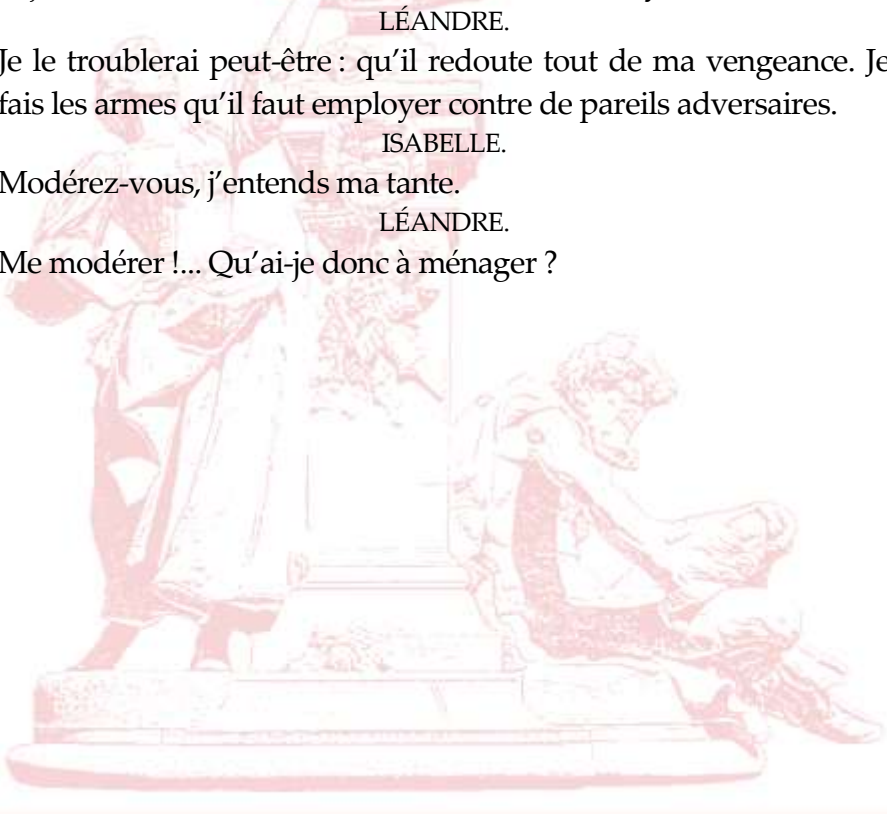 LÉANDRE.
Je le troublerai peut-être : qu’il redoute tout de ma vengeance. Je
fais les armes qu’il faut employer contre de pareils adversaires.
ISABELLE.
Modérez-vous, j’entends ma tante.
LÉANDRE.
Me modérer !... Qu’ai-je donc à ménager ?